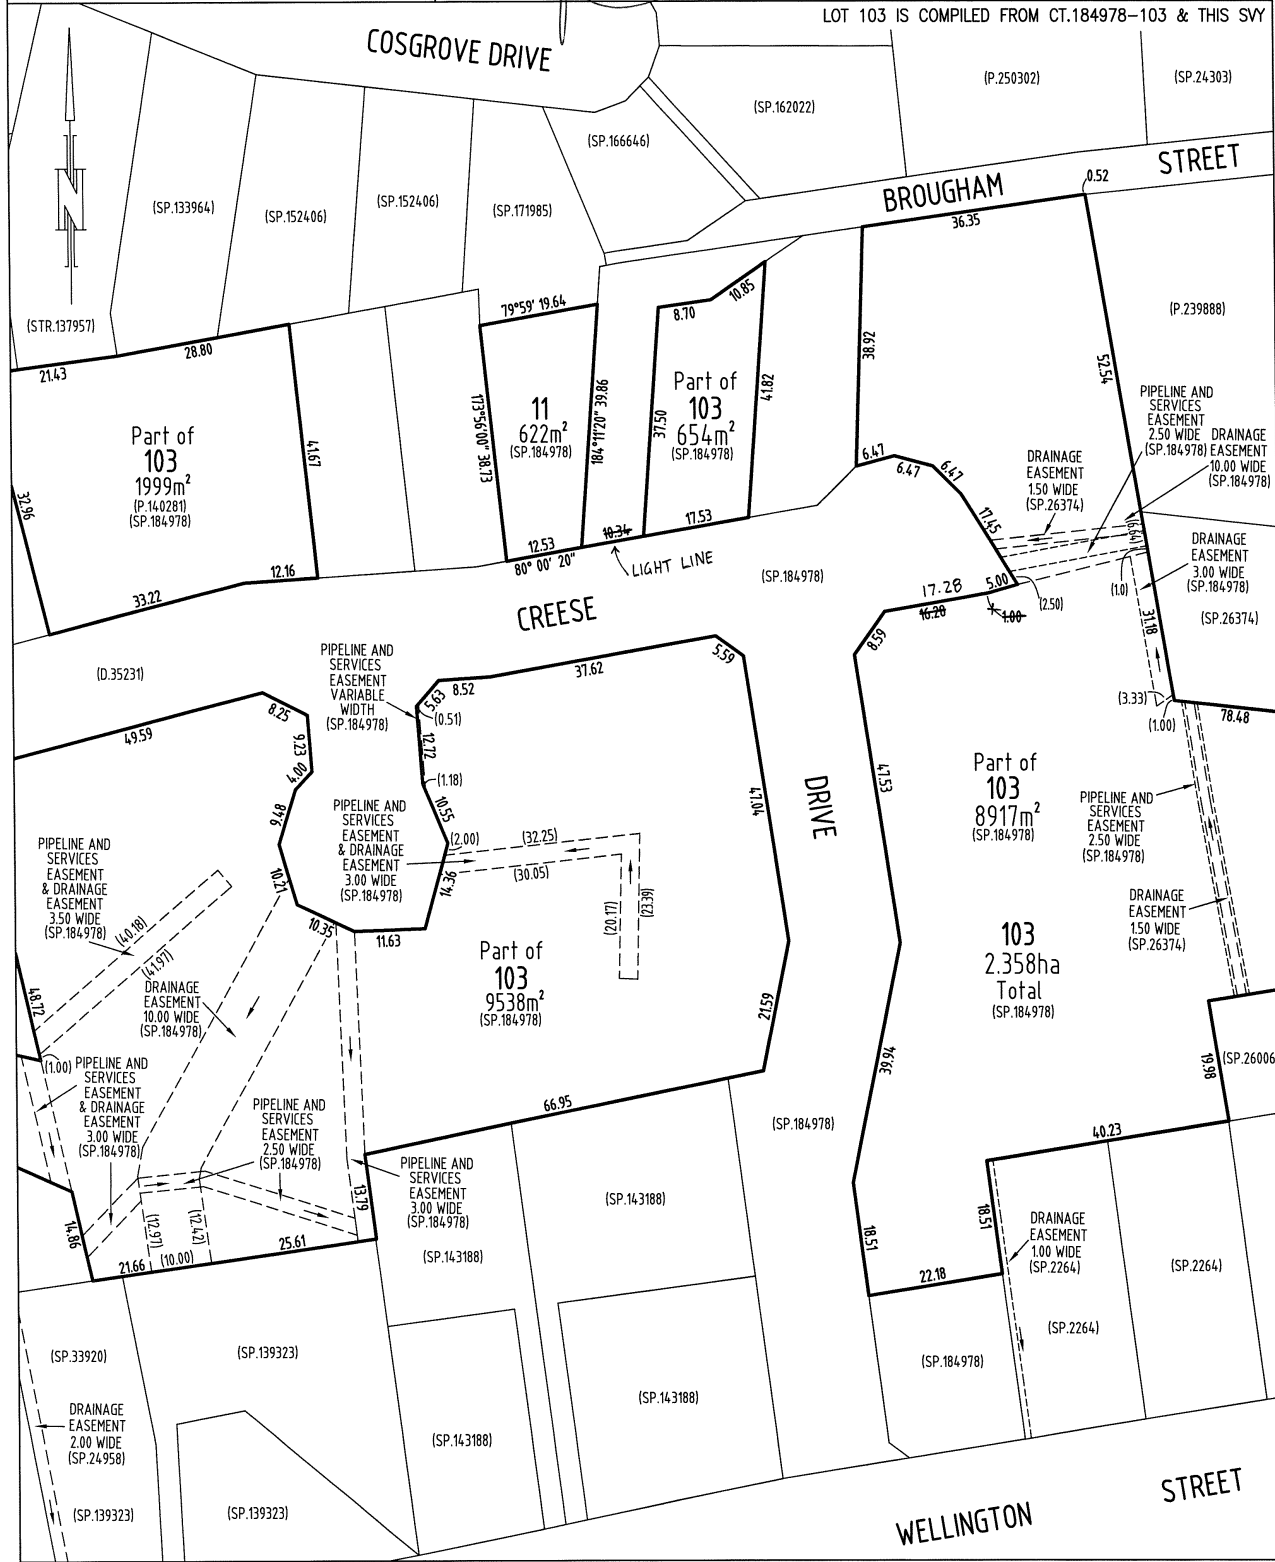 LOT 103 IS COMPILED FROM CT.184978-103 & THIS SVY
COSGROVE DRIVE
(P.250302)
(SP.24303)
(SP.162022)
(SP.166646)
BROUGHAM STREET
0.52
36.35
(SP.133964)
(SP.152406)
(SP.152406)
(SP.171985)
N
(STR.137957)
21.43
28.80
79°59' 19.64
8.70
10.85
38.92
52.54
(P.239888)
Part of
103
1999m²
(P.140281)
(SP.184978)
41.67
32.96
33.22
12.16
173°56'00" 38.73
11
622m²
(SP.184978)
184°11'20" 39.86
37.50
Part of
103
654m²
(SP.184978)
41.82
12.53
80° 00' 20"
10.34
17.53
LIGHT LINE
6.47
6.47
6.47
17.45
PIPELINE AND
SERVICES
EASEMENT
2.50 WIDE
(SP.184978)
DRAINAGE
EASEMENT
10.00 WIDE
(SP.184978)
DRAINAGE
EASEMENT
1.50 WIDE
(SP.26374)
(6.64)
DRAINAGE
EASEMENT
3.00 WIDE
(SP.184978)
(SP.26374)
(1.0)
31.18
(SP.184978)
17.28
16.28
5.00
1.00
(2.50)
8.59
CREESE
(3.33)
(1.00)
78.48
(D.35231)
PIPELINE AND
SERVICES
EASEMENT
VARIABLE
WIDTH
(SP.184978)
5.63
8.52
37.62
5.59
(0.51)
49.59
8.25
9.23
4.00
9.48
12.72
(1.18)
10.55
(2.00)
PIPELINE AND
SERVICES
EASEMENT
& DRAINAGE
EASEMENT
3.00 WIDE
(SP.184978)
(32.25)
(30.05)
14.36
(20.17)
(23.39)
47.04
DRIVE
47.53
Part of
103
8917m²
(SP.184978)
PIPELINE AND
SERVICES
EASEMENT
2.50 WIDE
(SP.184978)
DRAINAGE
EASEMENT
1.50 WIDE
(SP.26374)
PIPELINE AND
SERVICES
EASEMENT
& DRAINAGE
EASEMENT
3.50 WIDE
(SP.184978)
(40.18)
(41.97)
10.21
10.35
11.63
Part of
103
9538m²
(SP.184978)
103
2.358ha
Total
(SP.184978)
48.72
DRAINAGE
EASEMENT
10.00 WIDE
(SP.184978)
21.59
39.94
19.98
(SP.26006
(1.00)
PIPELINE AND
SERVICES
EASEMENT
& DRAINAGE
EASEMENT
3.00 WIDE
(SP.184978)
PIPELINE AND
SERVICES
EASEMENT
2.50 WIDE
(SP.184978)
66.95
(SP.184978)
40.23
PIPELINE AND
SERVICES
EASEMENT
3.00 WIDE
(SP.184978)
13.79
(SP.143188)
(SP.143188)
14.86
(12.97)
(12.42)
21.66
(10.00)
25.61
18.51
18.51
22.18
DRAINAGE
EASEMENT
1.00 WIDE
(SP.2264)
(SP.2264)
(SP.2264)
(SP.33920)
(SP.139323)
(SP.184978)
(SP.143188)
DRAINAGE
EASEMENT
2.00 WIDE
(SP.24958)
(SP.143188)
(SP.139323)
(SP.139323)
WELLINGTON STREET